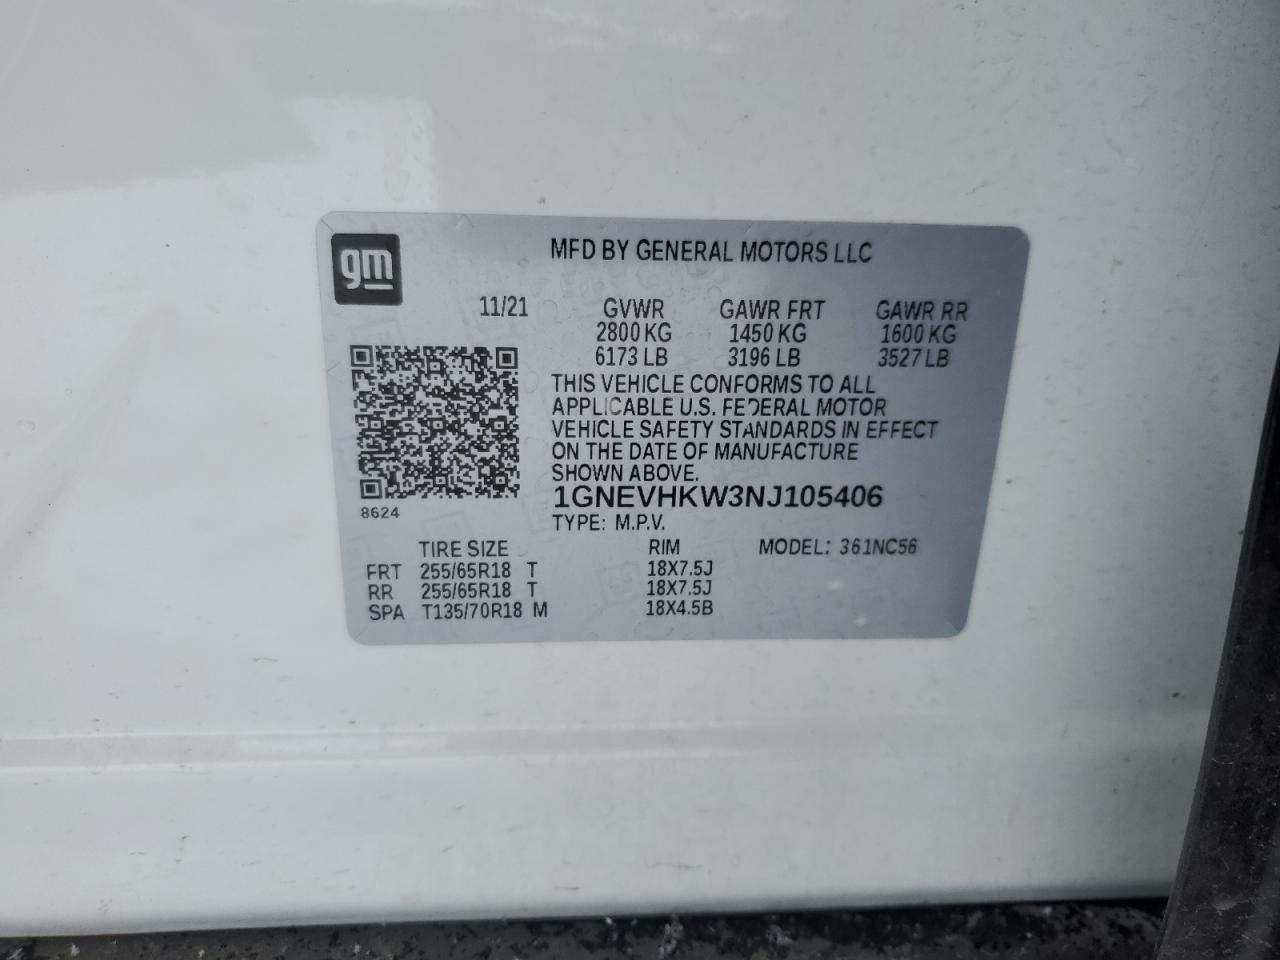 gm
MFD BY GENERAL MOTORS LLC
11/21 GVWR GAWR FRT GAWR RR
2800 KG 1450 KG 1600 KG
6173 LB 3196 LB 3527 LB
THIS VEHICLE CONFORMS TO ALL
APPLICABLE U.S. FEDERAL MOTOR
VEHICLE SAFETY STANDARDS IN EFFECT
ON THE DATE OF MANUFACTURE
SHOWN ABOVE.
1GNEVHKW3NJ105406
8624
TYPE: M.P.V.
TIRE SIZE RIM MODEL: 361NC56
FRT 255/65R18 T 18X7.5J
RR 255/65R18 T 18X7.5J
SPA T135/70R18 M 18X4.5B